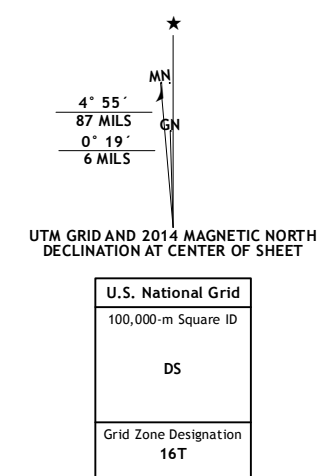 ★
MN
4° 55´
87 MILS
GN
0° 19´
6 MILS
UTM GRID AND 2014 MAGNETIC NORTH
DECLINATION AT CENTER OF SHEET
U.S. National Grid
100,000-m Square ID
DS
Grid Zone Designation
16T